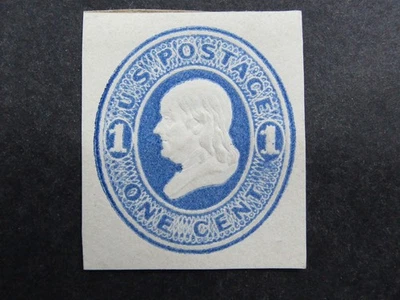 U.S. POSTAGE
1 1
ONE CENT